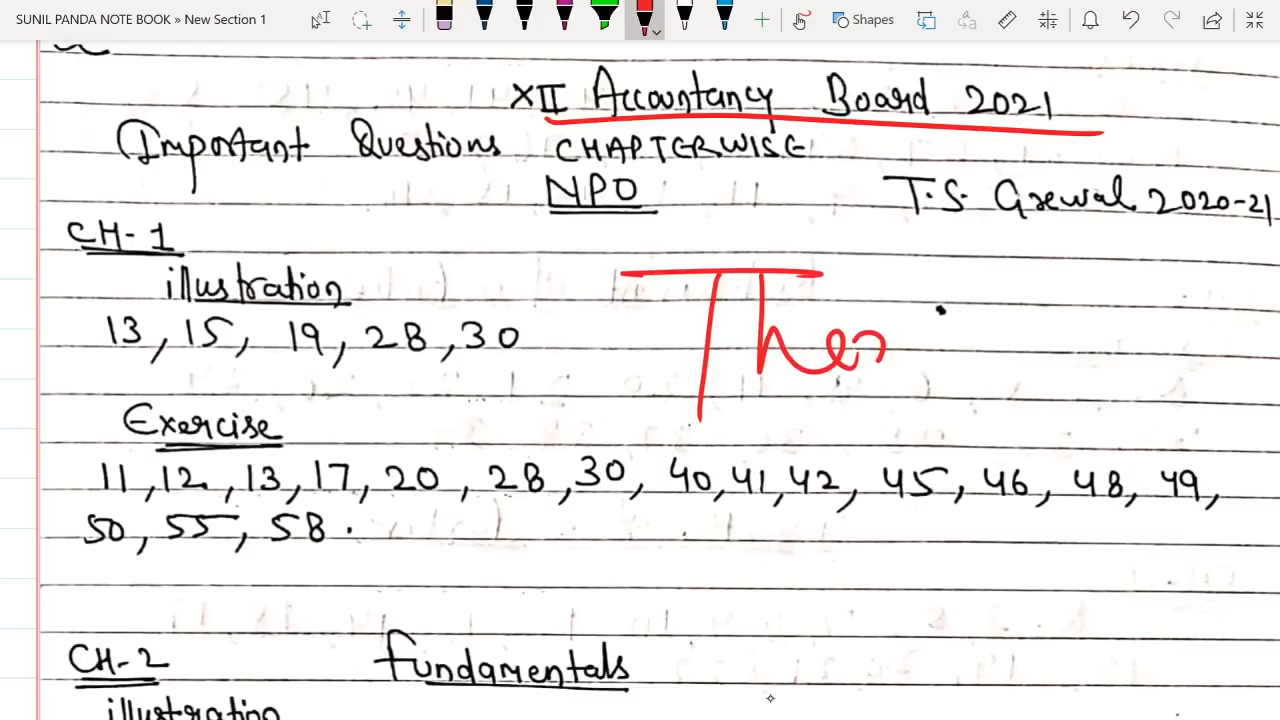 SUNIL PANDA NOTE BOOK » New Section 1
Shapes
XII Accountancy Board 2021
Important Questions CHAPTERWISE
NPO T.S. Grewal 2020-21
CH-1
illustration
13, 15, 19, 28, 30
Theo
Exercise
11, 12, 13, 17, 20, 28, 30, 40, 41, 42, 45, 46, 48, 49,
50, 55, 58.
CH-2 Fundamentals
illustration